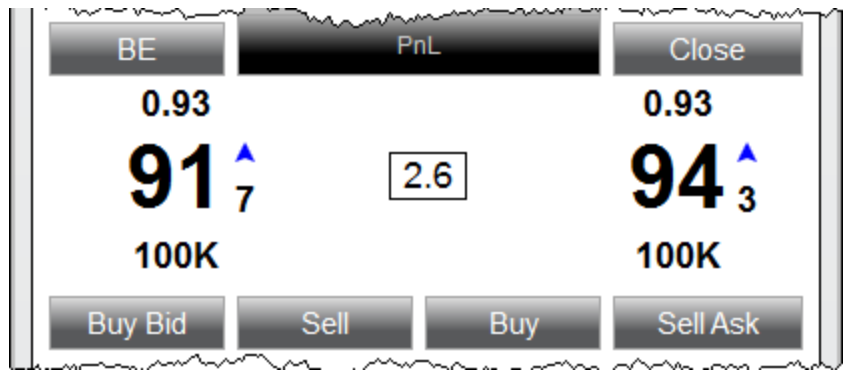 BE PnL Close
0.93 0.93
91 7 2.6 94 3
100K 100K
Buy Bid Sell Buy Sell Ask